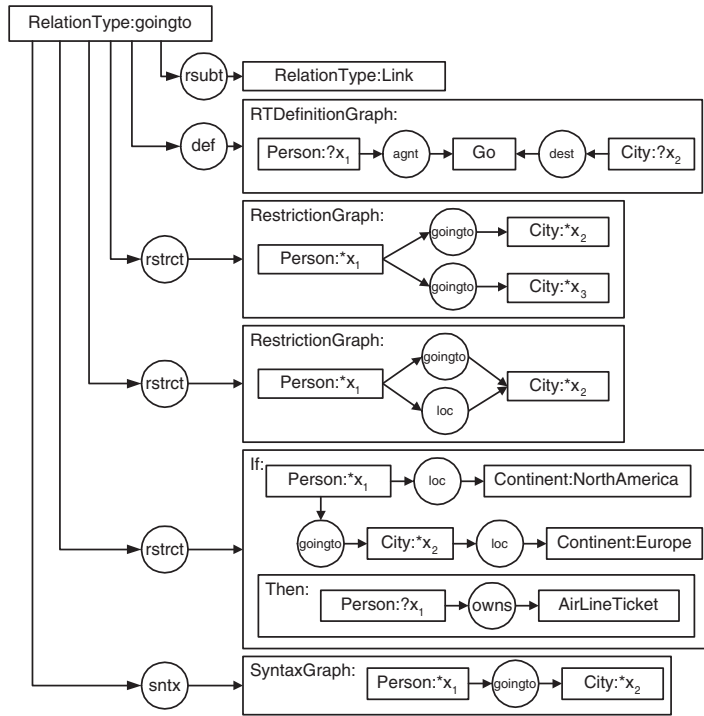 RelationType:goingto
rsubt RelationType:Link
RTDefinitionGraph:
def Person:?x₁ agnt Go dest City:?x₂
RestrictionGraph:
goingto City:*x₂
rstrct Person:*x₁
goingto City:*x₃
RestrictionGraph:
goingto
rstrct Person:*x₁ City:*x₂
loc
If:
Person:*x₁ loc Continent:NorthAmerica
rstrct goingto City:*x₂ loc Continent:Europe
Then:
Person:?x₁ owns AirLineTicket
SyntaxGraph:
sntx Person:*x₁ goingto City:*x₂